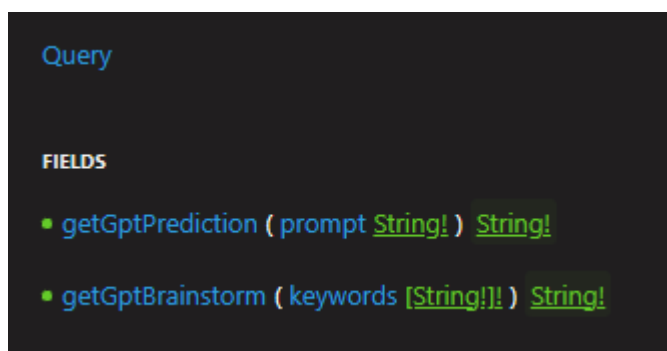 Query
FIELDS
• getGptPrediction ( prompt String! ) String!
• getGptBrainstorm ( keywords [String!]! ) String!